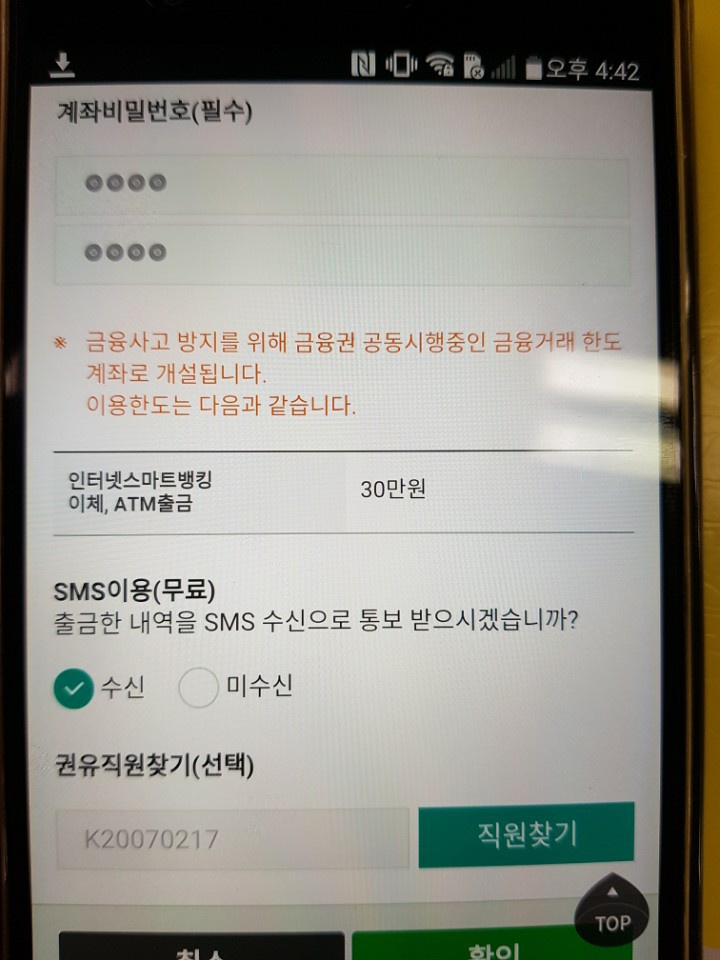 오후 4:42
계좌비밀번호(필수)
※ 금융사고 방지를 위해 금융권 공동시행중인 금융거래 한도
계좌로 개설됩니다.
이용한도는 다음과 같습니다.
인터넷스마트뱅킹
이체, ATM출금
30만원
SMS이용(무료)
출금한 내역을 SMS 수신으로 통보 받으시겠습니까?
수신 미수신
권유직원찾기(선택)
K20070217 직원찾기
TOP
취소 확인